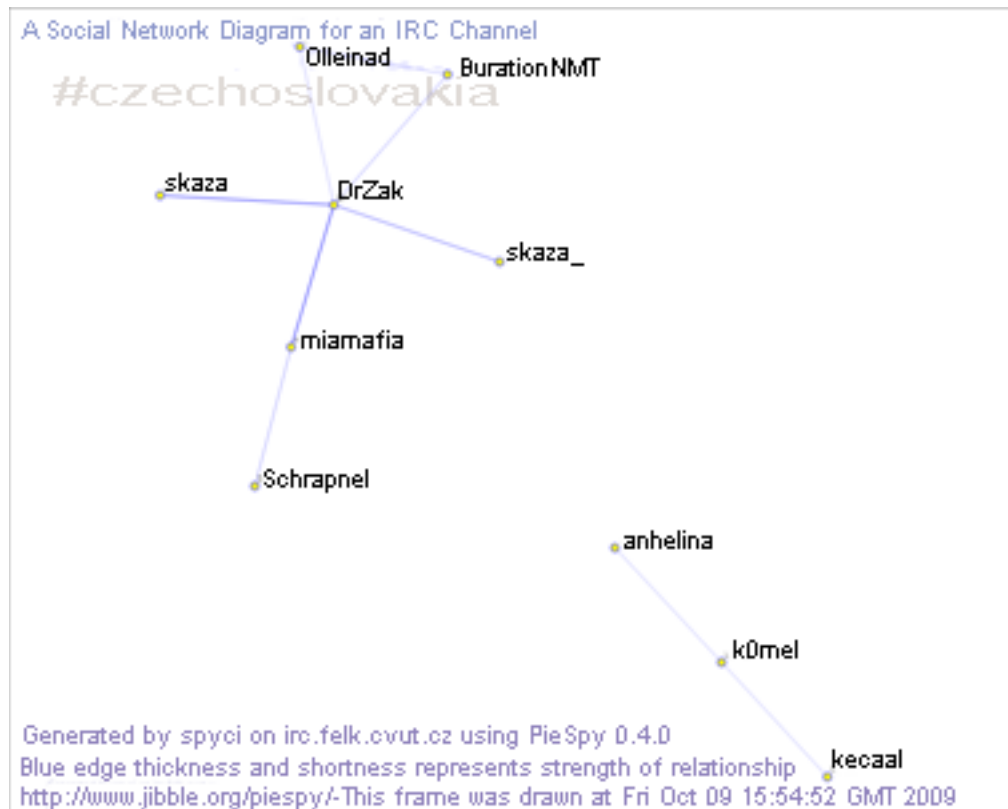 A Social Network Diagram for an IRC Channel
Olleinad
Buration NMT
#czechoslovakia
skaza
DrZak
skaza_
miamafia
Schrapnel
anhelina
k0mel
Generated by spyci on irc.felk.cvut.cz using PieSpy 0.4.0
Blue edge thickness and shortness represents strength of relationship
kecaal
http://www.jibble.org/piespy/-This frame was drawn at Fri Oct 09 15:54:52 GMT 2009